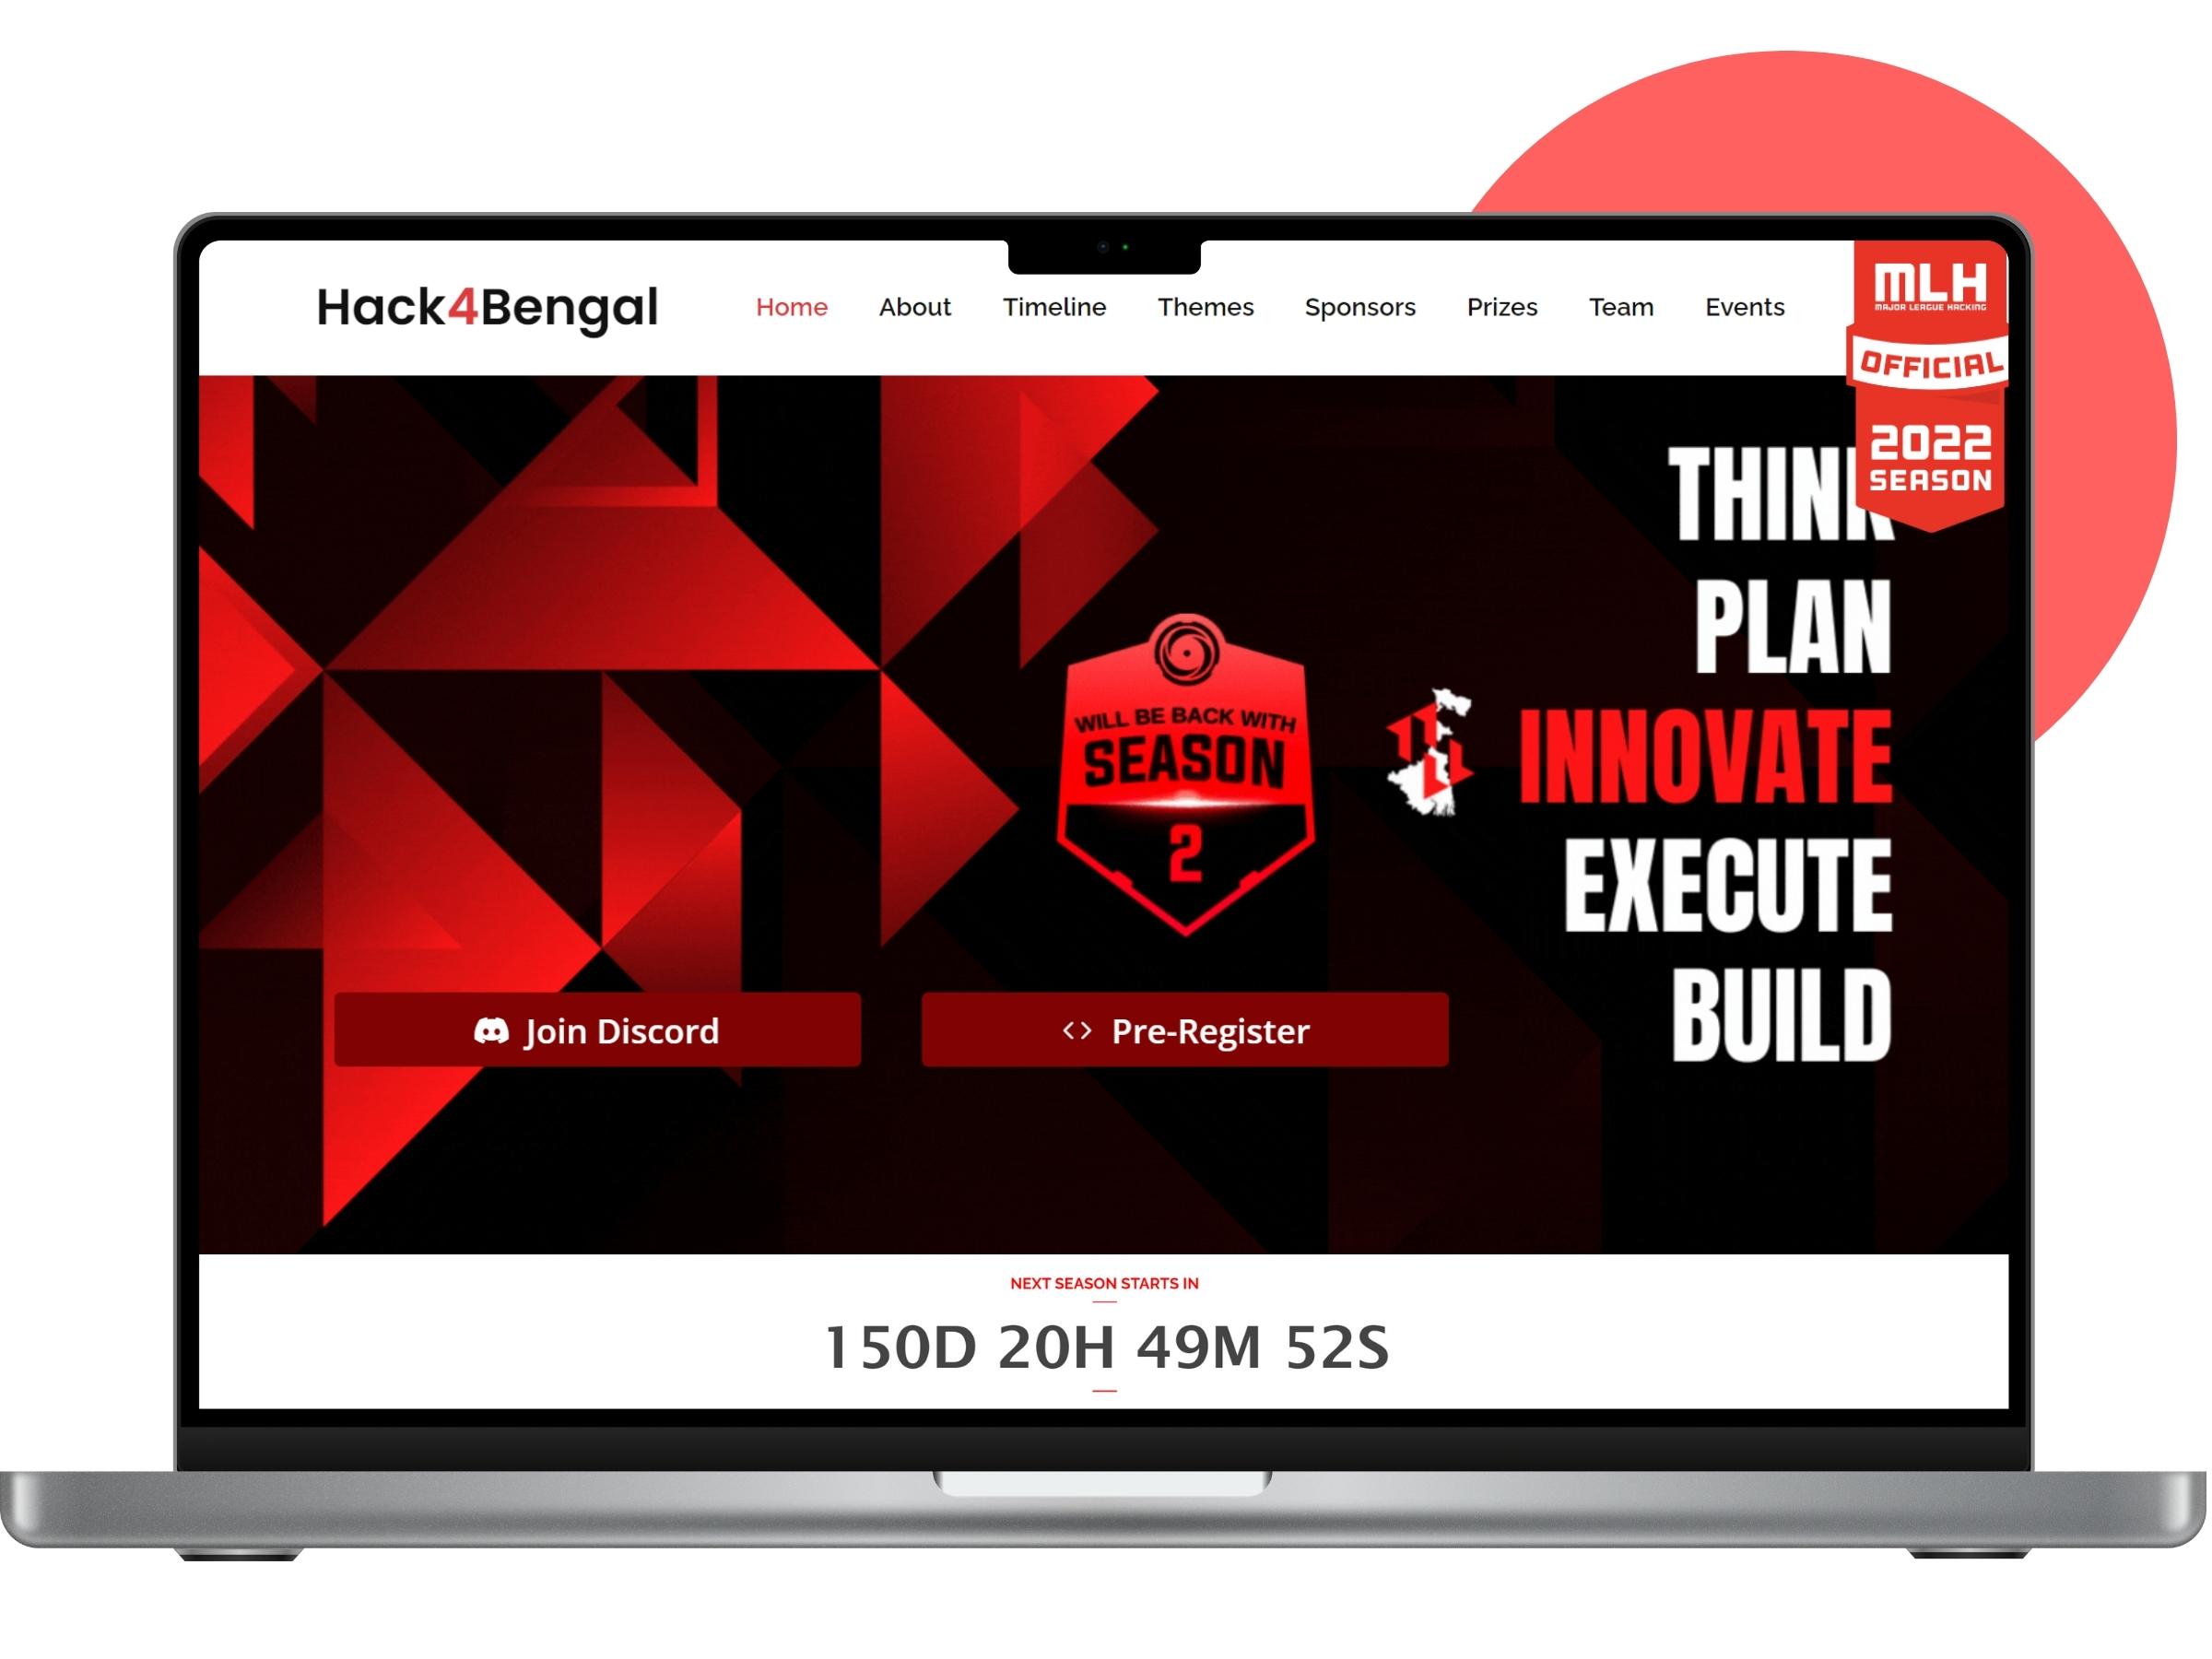 Hack4Bengal
Home About Timeline Themes Sponsors Prizes Team Events
MLH
MAJOR LEAGUE HACKING
OFFICIAL
2022
SEASON
THINK
PLAN
INNOVATE
EXECUTE
BUILD
WILL BE BACK WITH
SEASON
2
Join Discord
<> Pre-Register
NEXT SEASON STARTS IN
150D 20H 49M 52S